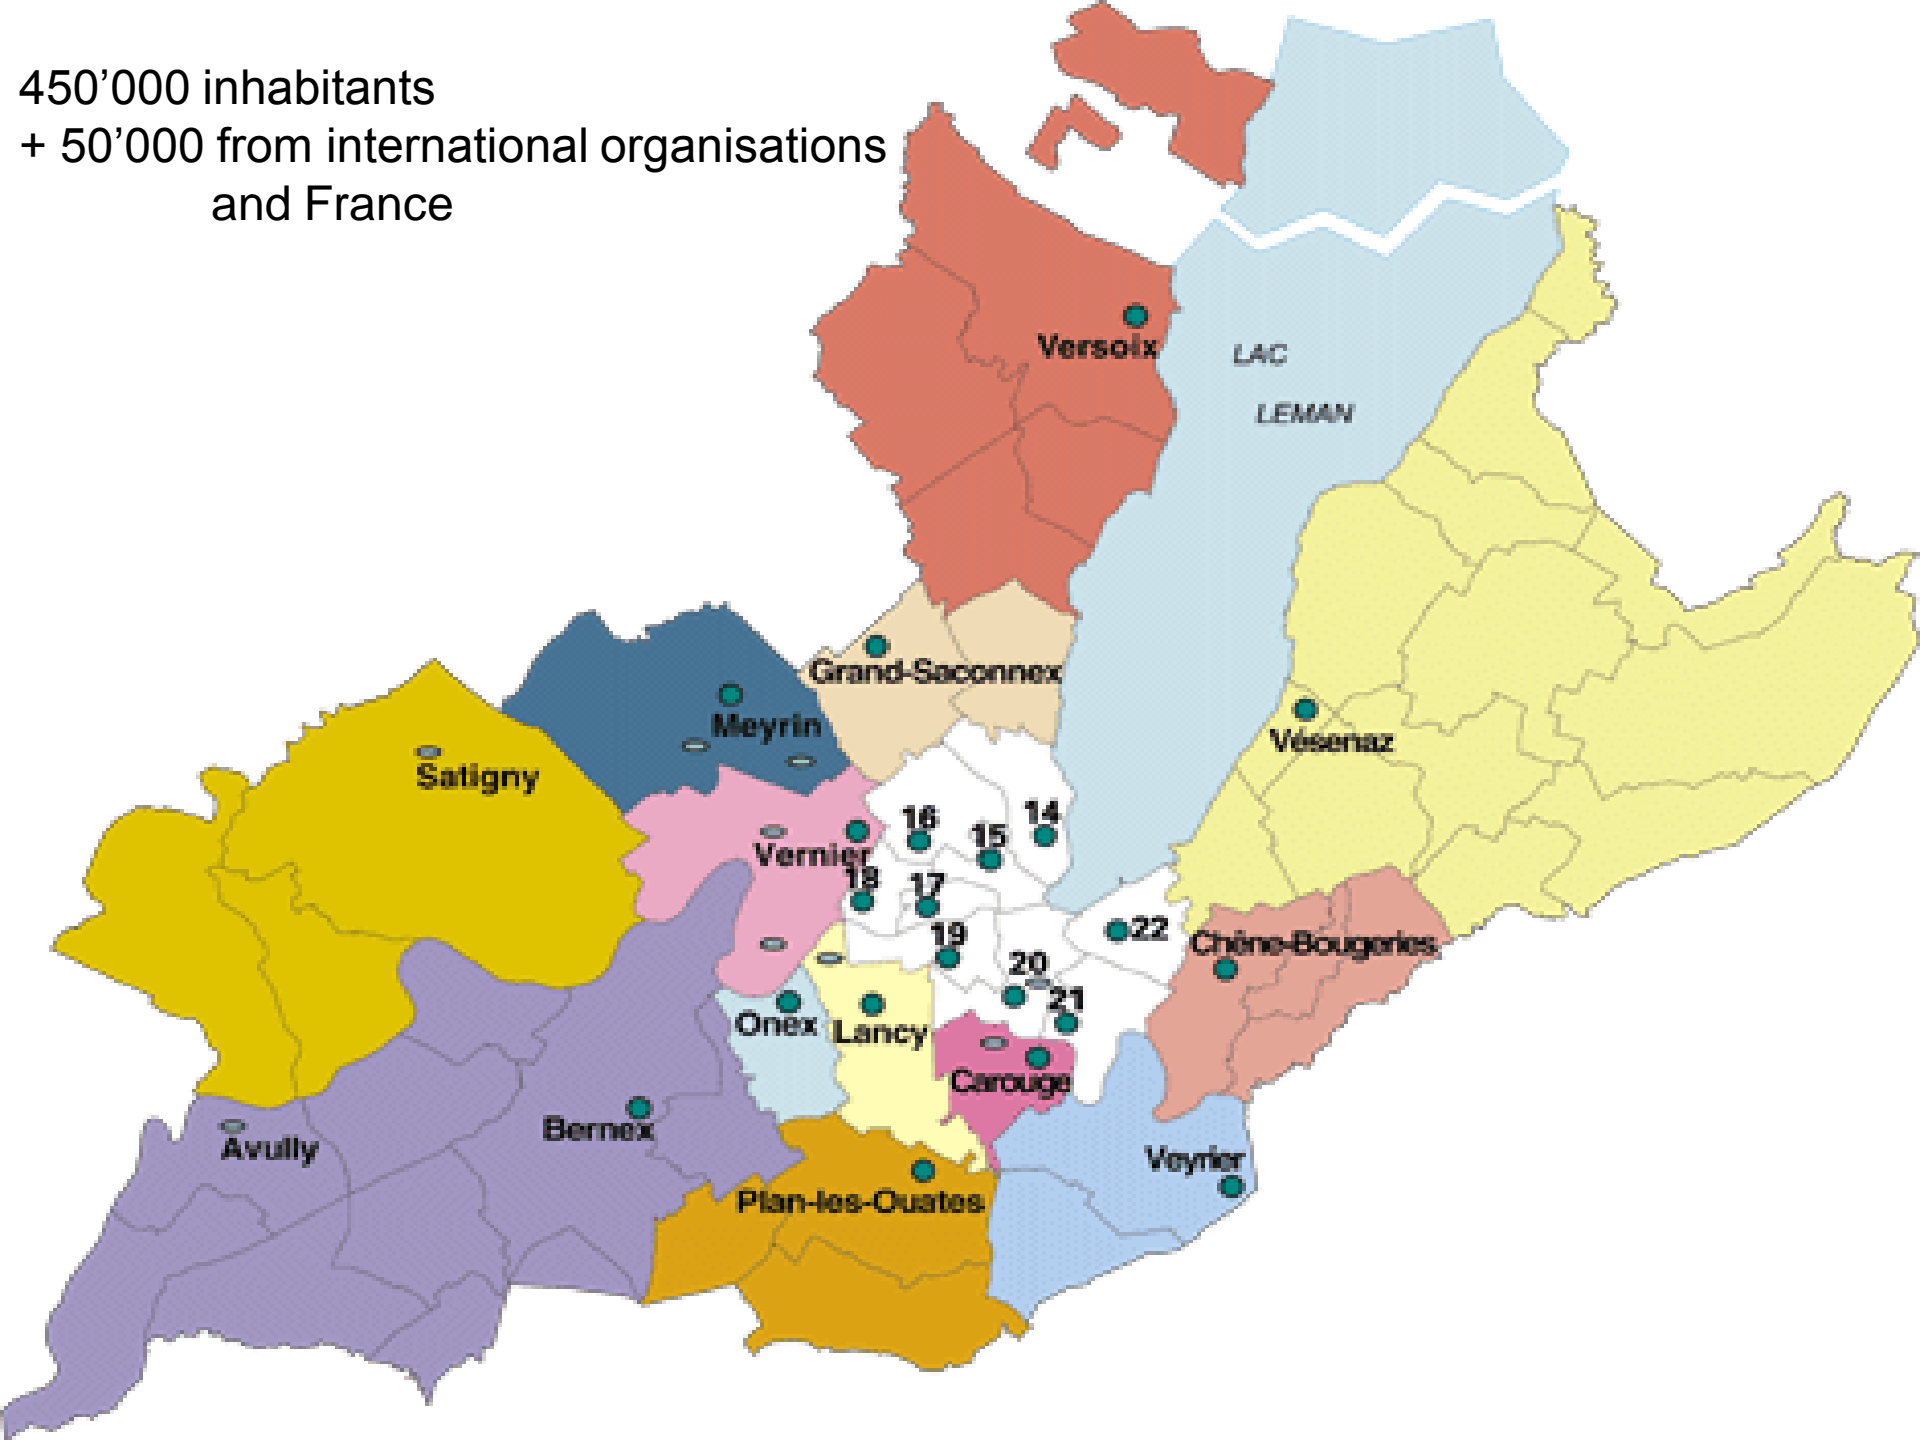 450’000 inhabitants
+ 50’000 from international organisations
and France
Versoix
LAC
LEMAN
Grand-Saconnex
Meyrin
Vésenaz
Satigny
16
15
14
Vernier
18
17
19
22
Chêne-Bougeries
20
21
Onex
Lancy
Carouge
Bernex
Avully
Veyrier
Plan-les-Ouates